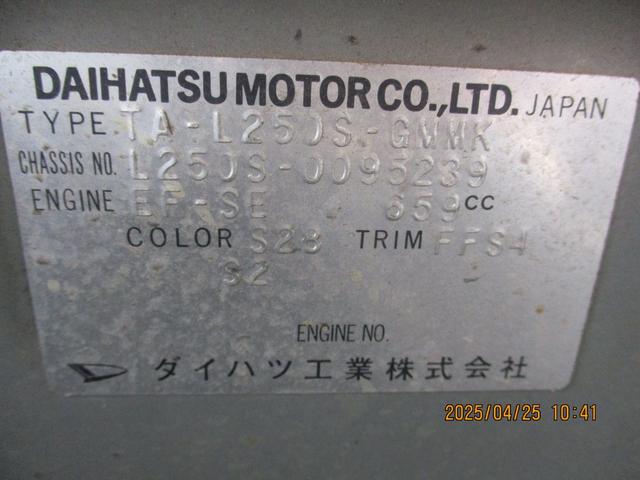 DAIHATSU MOTOR CO.,LTD. JAPAN
TYPE TA-L250S-GMMK
CHASSIS NO. L250S-0095239
ENGINE EF-SE 659 CC
COLOR S28 TRIM FFS4
S2 -
ENGINE NO.
ダイハツ工業株式会社
2025/04/25 10:41